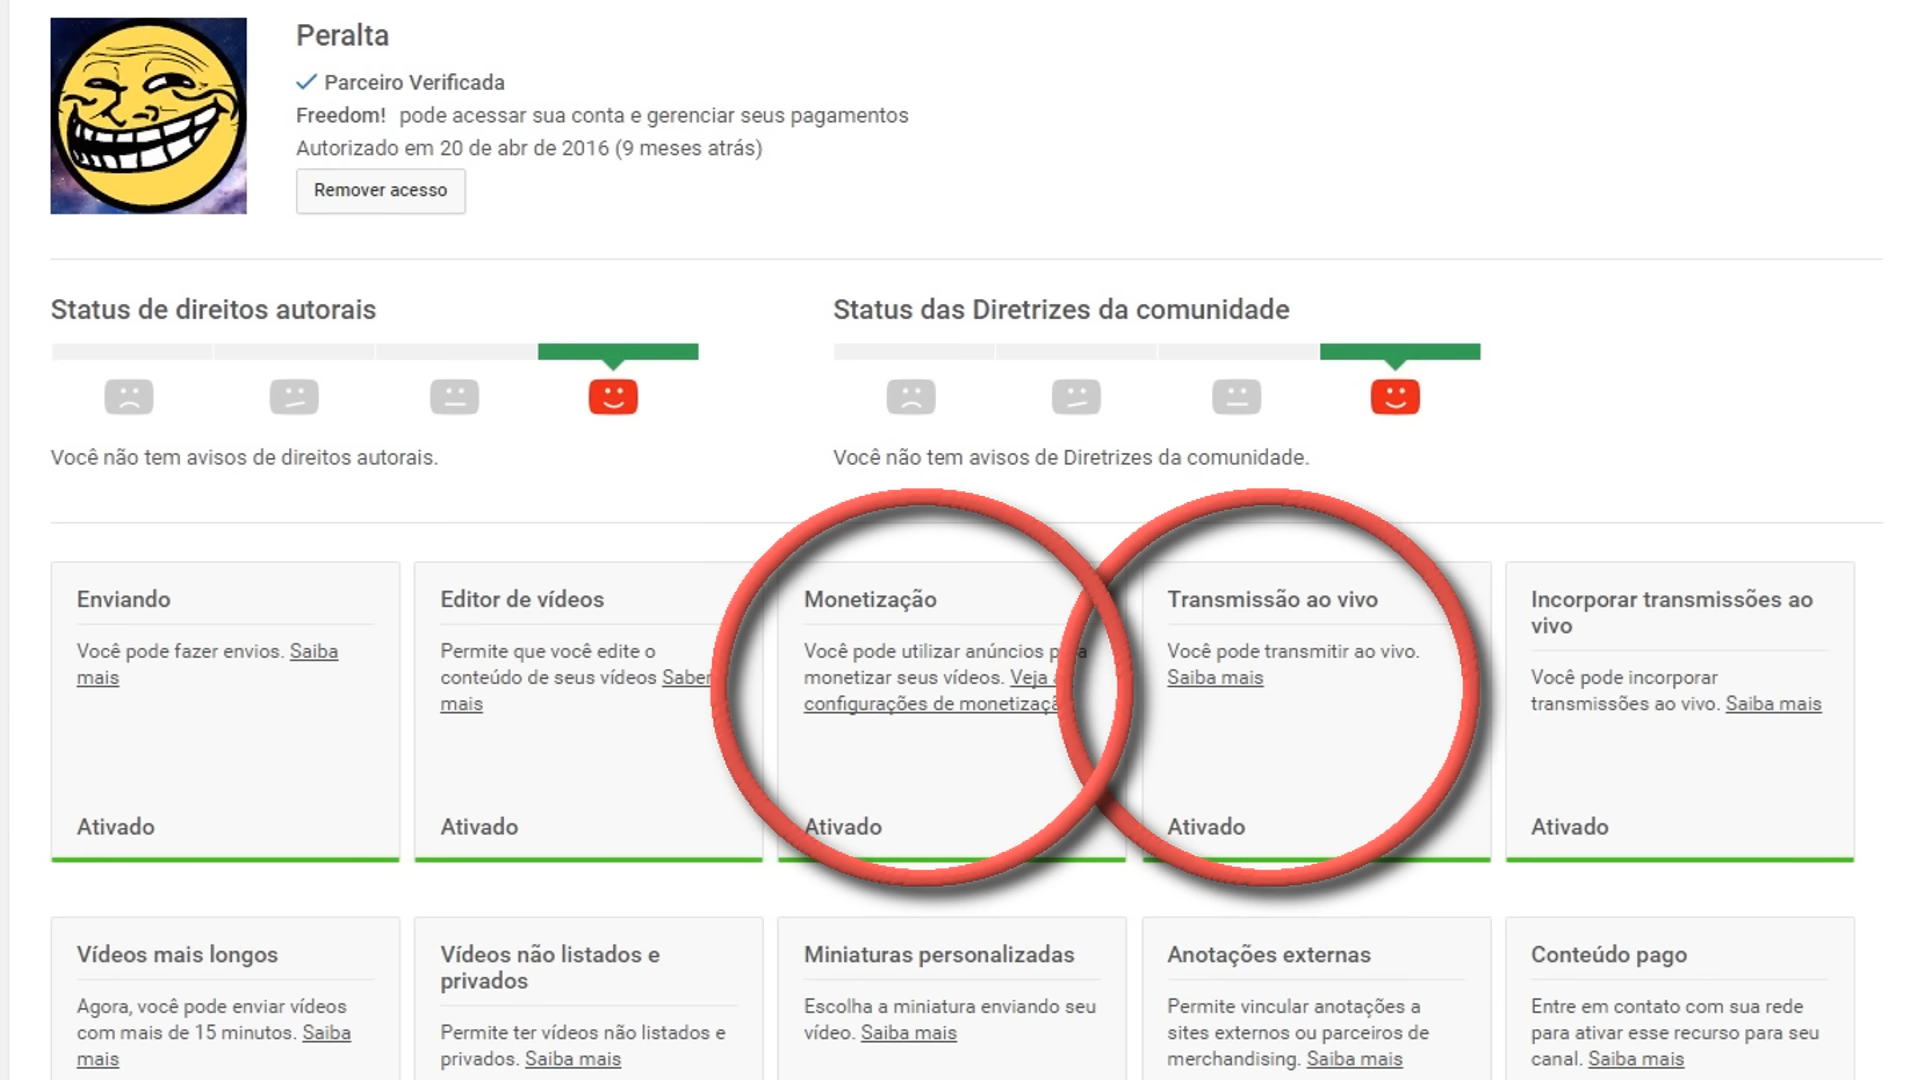 Peralta
Parceiro Verificada
Freedom! pode acessar sua conta e gerenciar seus pagamentos
Autorizado em 20 de abr de 2016 (9 meses atrás)
Remover acesso
Status de direitos autorais
Você não tem avisos de direitos autorais.
Status das Diretrizes da comunidade
Você não tem avisos de Diretrizes da comunidade.
Enviando
Você pode fazer envios. Saiba
mais
Ativado
Editor de vídeos
Permite que você edite o
conteúdo de seus vídeos Saber
mais
Ativado
Monetização
Você pode utilizar anúncios para
monetizar seus vídeos. Veja
configurações de monetização
Ativado
Transmissão ao vivo
Você pode transmitir ao vivo.
Saiba mais
Ativado
Incorporar transmissões ao
vivo
Você pode incorporar
transmissões ao vivo. Saiba mais
Ativado
Vídeos mais longos
Agora, você pode enviar vídeos
com mais de 15 minutos. Saiba
mais
Vídeos não listados e
privados
Permite ter vídeos não listados e
privados. Saiba mais
Miniaturas personalizadas
Escolha a miniatura enviando seu
vídeo. Saiba mais
Anotações externas
Permite vincular anotações a
sites externos ou parceiros de
merchandising. Saiba mais
Conteúdo pago
Entre em contato com sua rede
para ativar esse recurso para seu
canal. Saiba mais